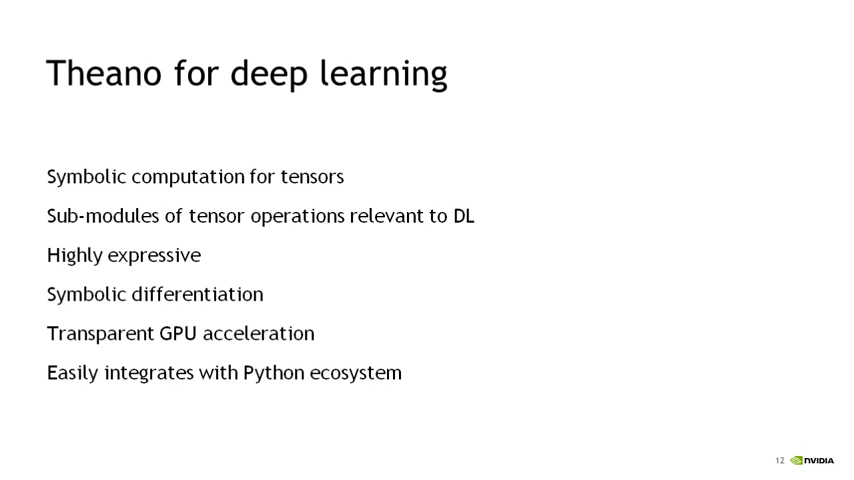 Theano for deep learning
Symbolic computation for tensors
Sub-modules of tensor operations relevant to DL
Highly expressive
Symbolic differentiation
Transparent GPU acceleration
Easily integrates with Python ecosystem
12 NVIDIA